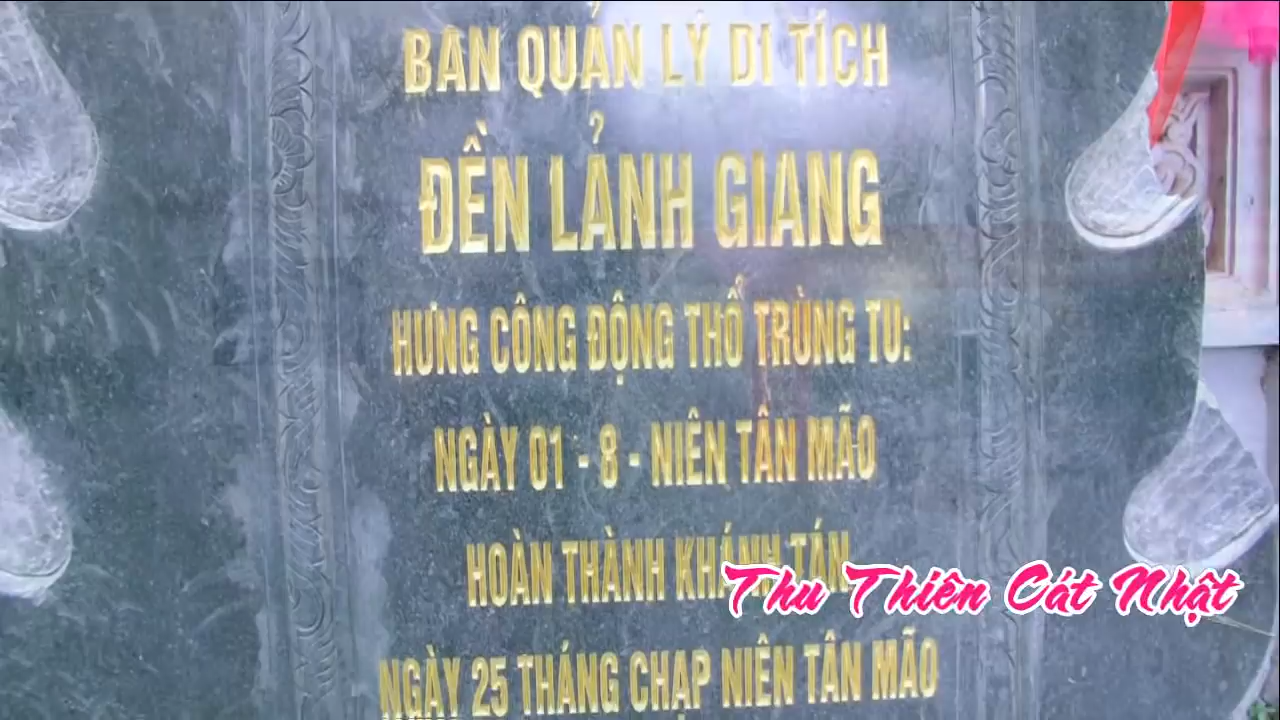 BAN QUẢN LÝ DI TÍCH
ĐỀN LẢNH GIANG
HƯNG CÔNG ĐỘNG THỔ TRÙNG TU:
NGÀY 01 - 8 - NIÊN TÂN MÃO
HOÀN THÀNH KHÁNH TÁN
Thu Thiên Cát Nhật
NGÀY 25 THÁNG CHẠP NIÊN TÂN MÃO